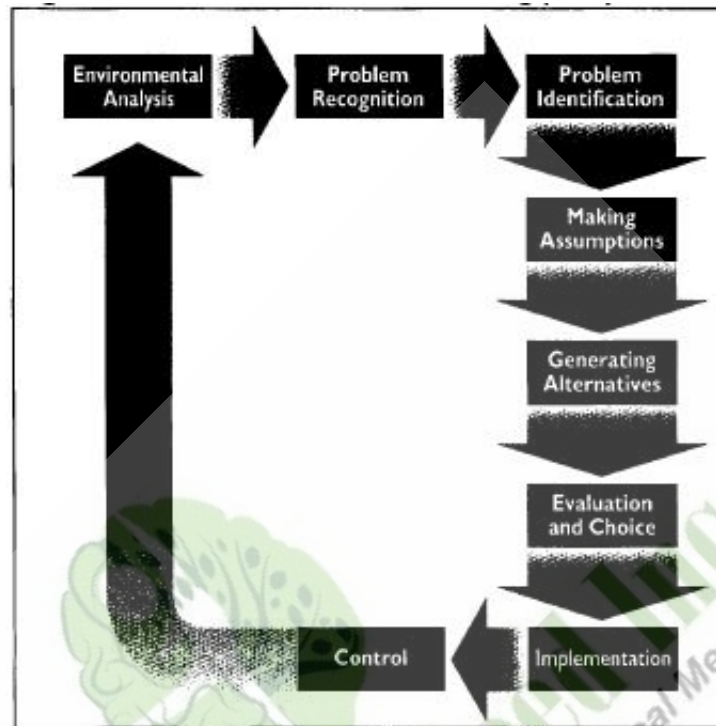 Environmental
Analysis
Problem
Recognition
Problem
Identification
Making
Assumptions
Generating
Alternatives
Evaluation
and Choice
Implementation
Control